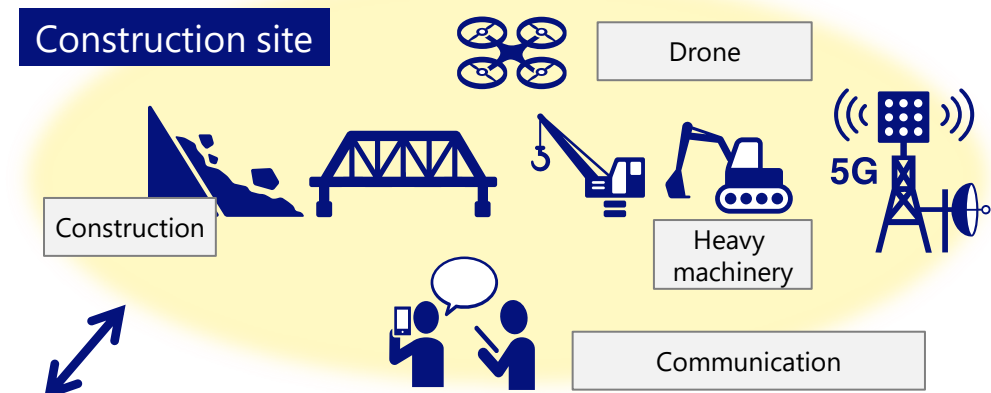 Construction site
Drone
5G
Construction
Heavy
machinery
Communication